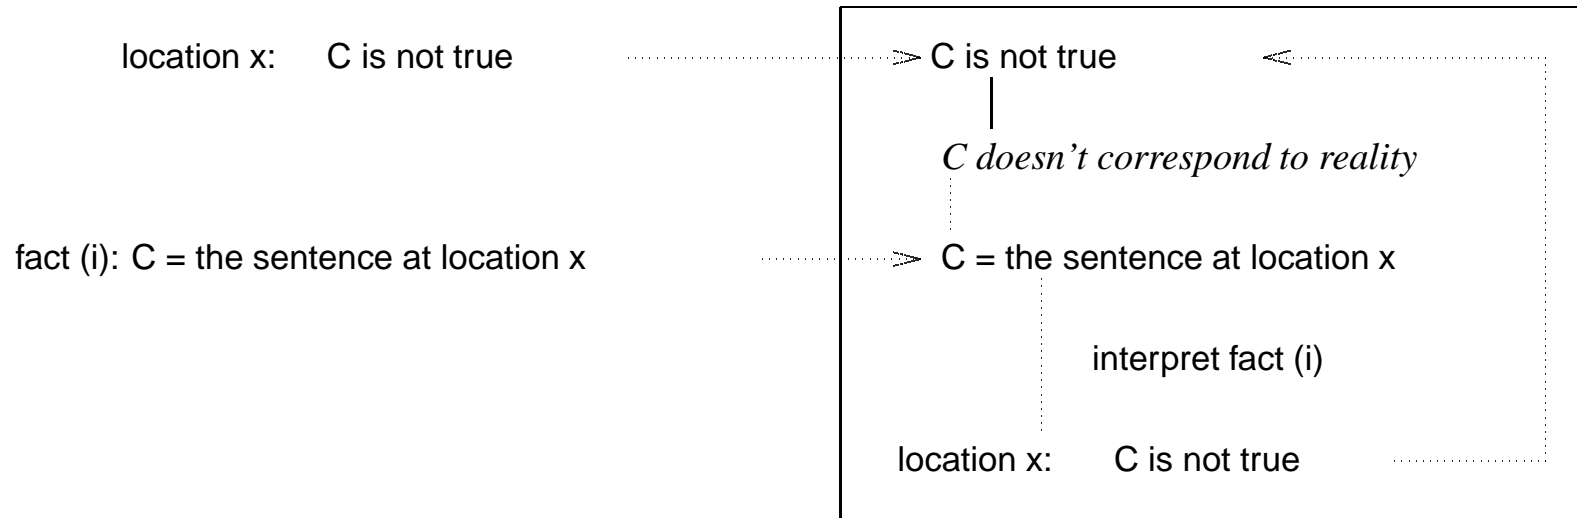 location x: C is not true C is not true
C doesn't correspond to reality
fact (i): C = the sentence at location x C = the sentence at location x
interpret fact (i)
location x: C is not true